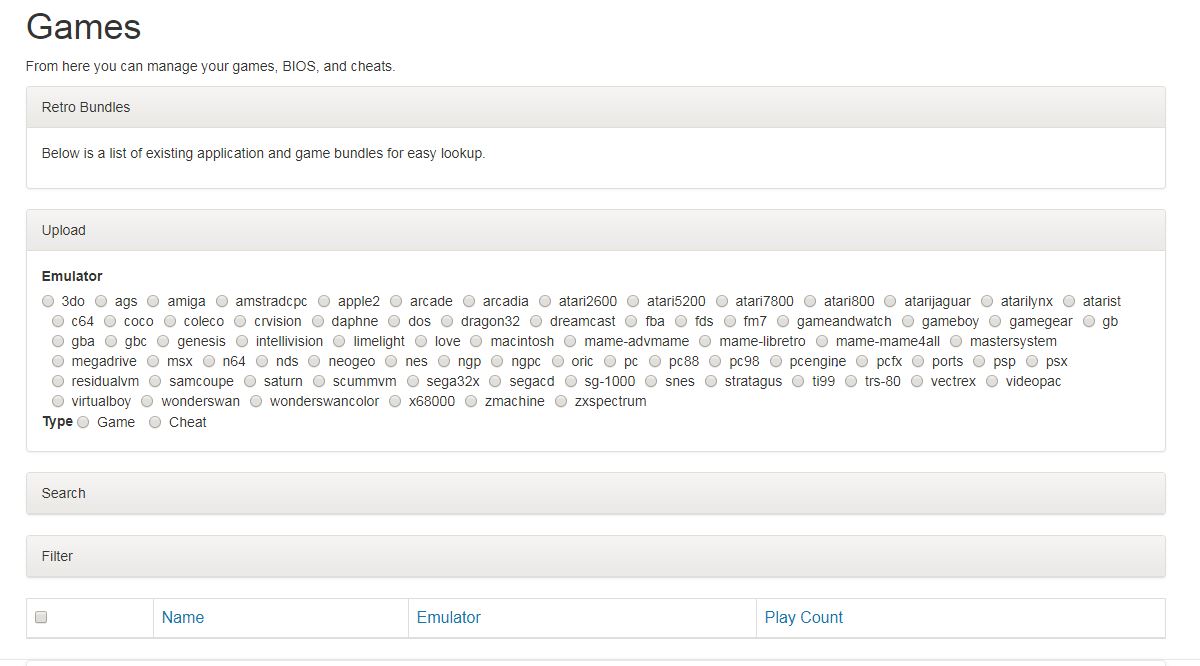 Games
From here you can manage your games, BIOS, and cheats.
Retro Bundles
Below is a list of existing application and game bundles for easy lookup.
Upload
Emulator
3do ags amiga amstradcpc apple2 arcade arcadia atari2600 atari5200 atari7800 atari800 atarijaguar atarilynx atarist
c64 coco coleco crvision daphne dos dragon32 dreamcast fba fds fm7 gameandwatch gameboy gamegear gb
gba gbc genesis intellivision limelight love macintosh mame-advmame mame-libretro mame-mame4all mastersystem
megadrive msx n64 nds neogeo nes ngp ngpc oric pc pc88 pc98 pcengine pcfx ports psp psx
residualvm samcoupe saturn scummvm sega32x segacd sg-1000 snes stratagus ti99 trs-80 vectrex videopac
virtualboy wonderswan wonderswancolor x68000 zmachine zxspectrum
Type Game Cheat
Search
Filter
Name Emulator Play Count